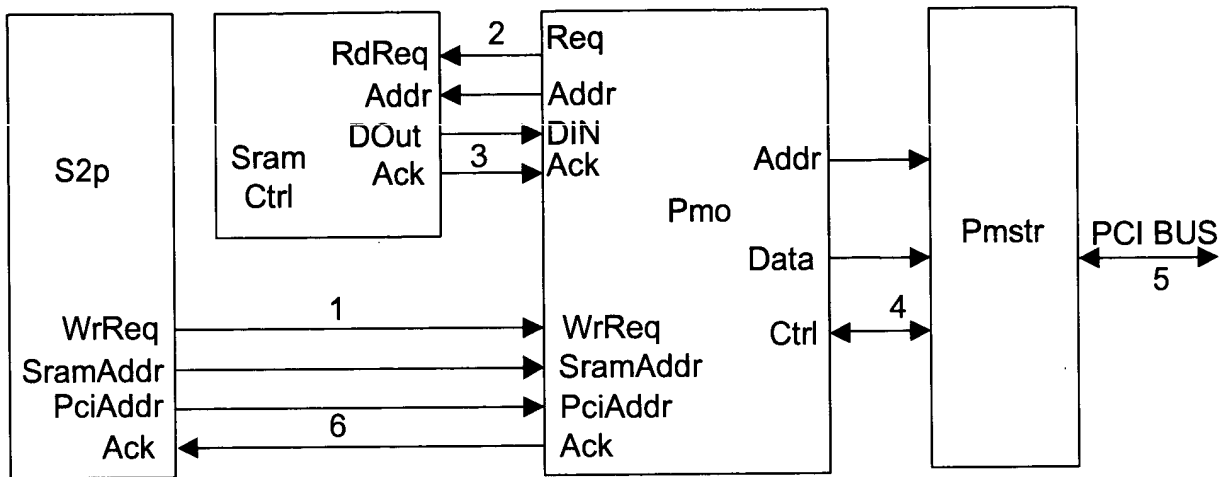 S2p
WrReq
SramAddr
PciAddr
Ack
RdReq
Addr
DOut
Ack
Sram
Ctrl
2
3
1
6
Req
Addr
DIN
Ack
Pmo
WrReq
SramAddr
PciAddr
Ack
Addr
Data
Ctrl
4
Pmstr
PCI BUS
5